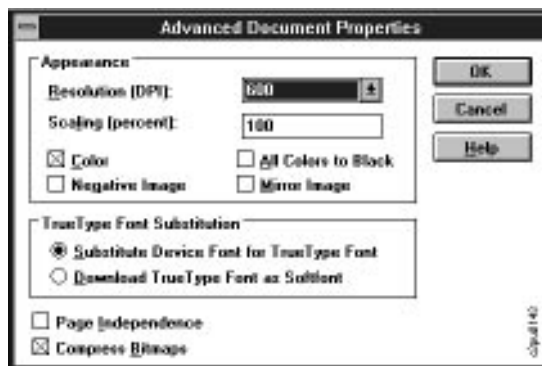 Advanced Document Properties
Appearance
Resolution (DPI): 600
Scaling (percent): 100
Color
All Colors to Black
Negative Image
Mirror Image
OK
Cancel
Help
TrueType Font Substitution
Substitute Device Font for TrueType Font
Download TrueType Font as Softfont
Page Independence
Compress Bitmaps